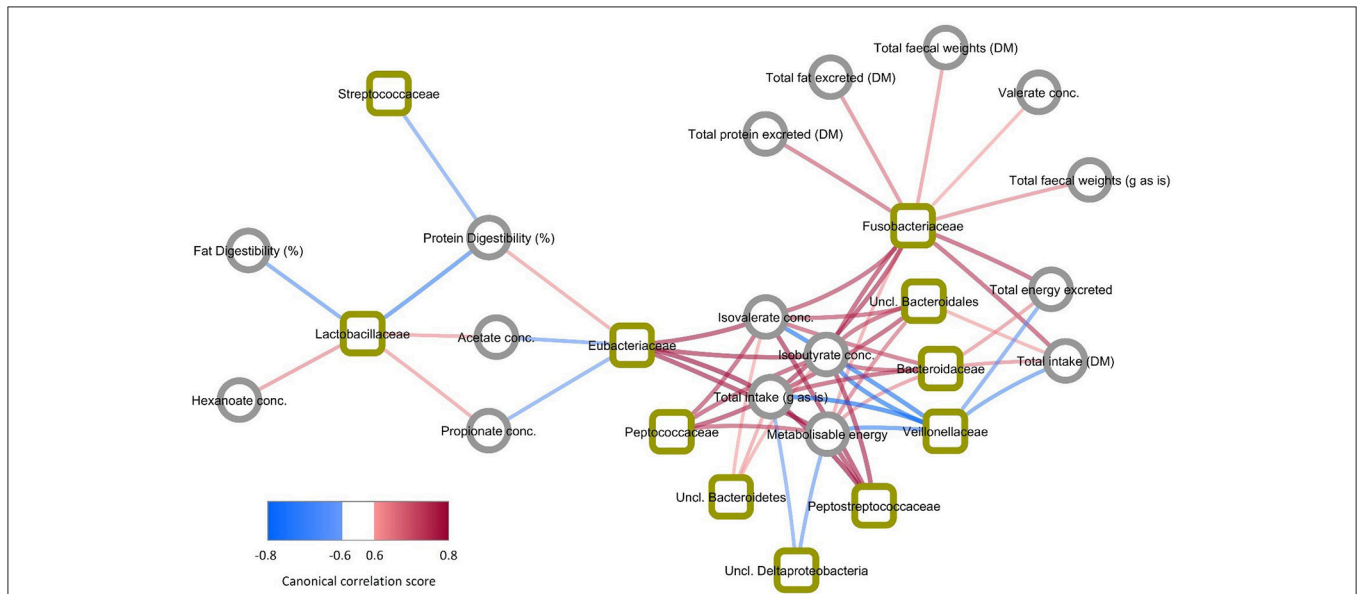 Total faecal weights (DM)
Total fat excreted (DM)
Valerate conc.
Streptococcaceae
Total protein excreted (DM)
Total faecal weights (g as is)
Fusobacteriaceae
Protein Digestibility (%)
Fat Digestibility (%)
Total energy excreted
Uncl. Bacteroidales
Isovalerate conc.
Lactobacillaceae
Acetate conc.
Eubacteriaceae
Isobutyrate conc.
Total intake (DM)
Bacteroidaceae
Total intake (g as is)
Hexanoate conc.
Propionate conc.
Peptococcaceae
Metabolisable energy
Veillonellaceae
Uncl. Bacteroidetes
Peptostreptococcaceae
-0.8 -0.6 0.6 0.8
Uncl. Deltaproteobacteria
Canonical correlation score